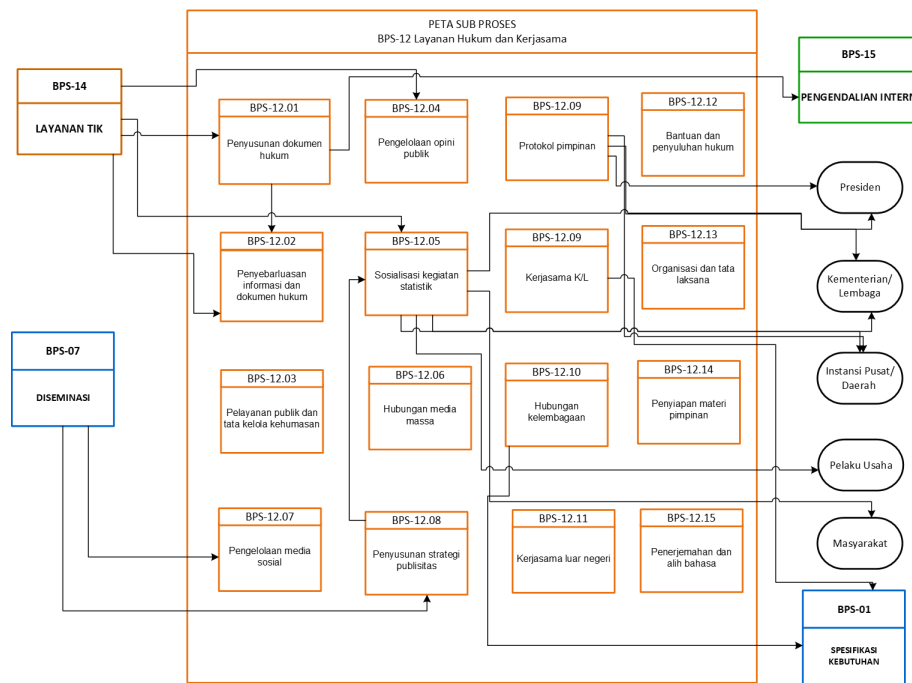 PETA SUB PROSES
BPS-12 Layanan Hukum dan Kerjasama
BPS-14
LAYANAN TIK
BPS-07
DISEMINASI
BPS-12.01
Penyusunan dokumen
hukum
BPS-12.04
Pengelolaan opini
publik
BPS-12.09
Protokol pimpinan
BPS-12.12
Bantuan dan
penyuluhan hukum
BPS-12.02
Penyebarluasan
informasi dan
dokumen hukum
BPS-12.05
Sosialisasi kegiatan
statistik
BPS-12.09
Kerjasama K/L
BPS-12.13
Organisasi dan tata
laksana
BPS-12.03
Pelayanan publik dan
tata kelola kehumasan
BPS-12.06
Hubungan media
massa
BPS-12.10
Hubungan
kelembagaan
BPS-12.14
Penyiapan materi
pimpinan
BPS-12.07
Pengelolaan media
sosial
BPS-12.08
Penyusunan strategi
publisitas
BPS-12.11
Kerjasama luar negeri
BPS-12.15
Penerjemahan dan
alih bahasa
BPS-15
PENGENDALIAN INTERN
Presiden
Kementerian/
Lembaga
Instansi Pusat/
Daerah
Pelaku Usaha
Masyarakat
BPS-01
SPESIFIKASI
KEBUTUHAN